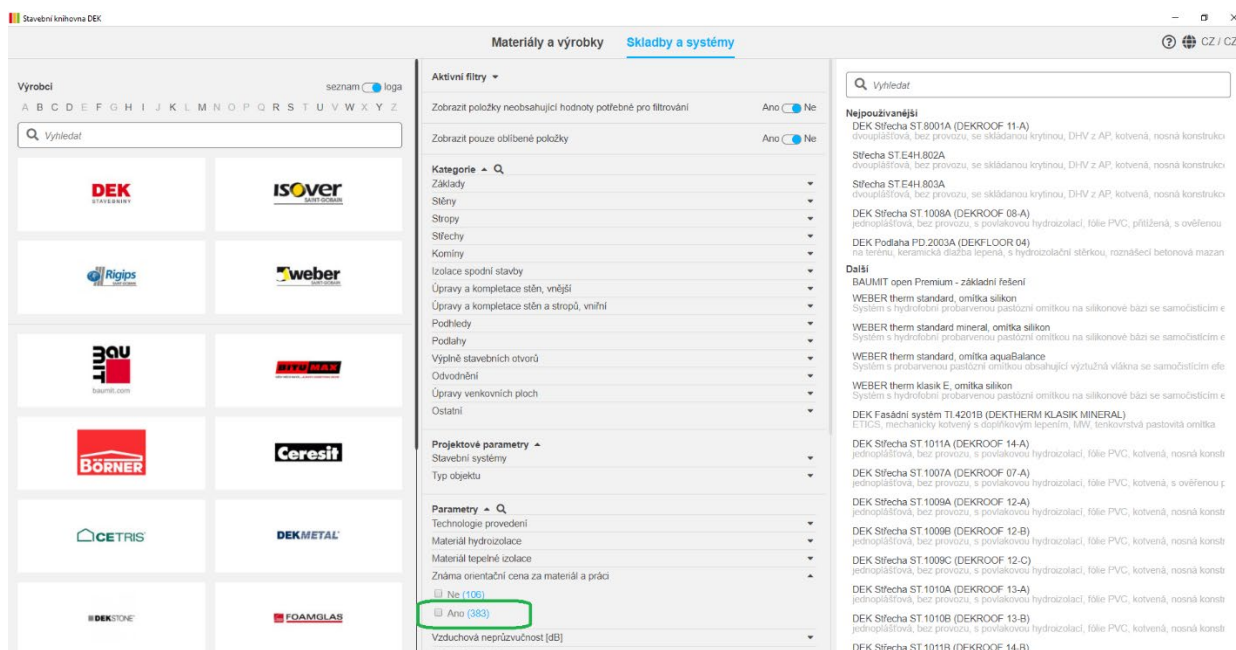 Stavební knihovna DEK
Materiály a výrobky
Skladby a systémy
CZ / CZ
Výrobci
seznam
loga
A B C D E F G H I J K L M N O P Q R S T U V W X Y Z
Vyhledat
DEK
STAVEBNINY
ISOVER
SAINT-GOBAIN
Rigips
SAINT-GOBAIN
weber
SAINT-GOBAIN
BAU
MIT
baumit.com
BITUMAX
BÖRNER
Ceresit
CETRIS
DEKMETAL
DEKSTONE
FOAMGLAS
Aktivní filtry
Zobrazit položky neobsahující hodnoty potřebné pro filtrování
Ano Ne
Zobrazit pouze oblíbené položky
Ano Ne
Kategorie
Základy
Stěny
Stropy
Střechy
Komíny
Izolace spodní stavby
Úpravy a kompletace stěn, vnější
Úpravy a kompletace stěn a stropů, vnitřní
Podhledy
Podlahy
Výplně stavebních otvorů
Odvodnění
Úpravy venkovních ploch
Ostatní
Projektové parametry
Stavební systémy
Typ objektu
Parametry
Technologie provedení
Materiál hydroizolace
Materiál tepelné izolace
Známa orientační cena za materiál a práci
Ne (106)
Ano (383)
Vzduchová neprůzvučnost [dB]
Vyhledat
Nejpoužívanější
DEK Střecha ST.8001A (DEKROOF 11-A)
dvouplášťová, bez provozu, se skládanou krytinou, DHV z AP, kotvená, nosná konstrukc
Střecha ST.E4H.802A
dvouplášťová, bez provozu, se skládanou krytinou, DHV z AP, kotvená, nosná konstrukc
Střecha ST.E4H.803A
dvouplášťová, bez provozu, se skládanou krytinou, DHV z AP, kotvená, nosná konstrukc
DEK Střecha ST.1008A (DEKROOF 08-A)
jednoplášťová, bez provozu, s povlakovou hydroizolací, fólie PVC, přitížená, s ověřenou
DEK Podlaha PD.2003A (DEKFLOOR 04)
na terénu, keramická dlažba lepená, s hydroizolační stěrkou, roznášecí betonová mazan
Další
BAUMIT open Premium - základní řešení
WEBER therm standard, omítka silikon
Systém s hydrofobní probarvenou pastózní omítkou na silikonové bázi se samočisticím e
WEBER therm standard mineral, omítka silikon
Systém s hydrofobní probarvenou pastózní omítkou na silikonové bázi se samočisticím e
WEBER therm standard, omítka aquaBalance
Systém s probarvenou pastózní omítkou obsahující výztužná vlákna se samočisticím efe
WEBER therm klasik E, omítka silikon
Systém s hydrofobní probarvenou pastózní omítkou na silikonové bázi se samočisticím e
DEK Fasádní systém TI.4201B (DEKTHERM KLASIK MINERAL)
ETICS, mechanicky kotvený s doplňkovým lepením, MW, tenkovrstvá pastovitá omítka
DEK Střecha ST.1011A (DEKROOF 14-A)
jednoplášťová, bez provozu, s povlakovou hydroizolací, fólie PVC, kotvená, nosná konstr
DEK Střecha ST.1007A (DEKROOF 07-A)
jednoplášťová, bez provozu, s povlakovou hydroizolací, fólie PVC, kotvená, s ověřenou p
DEK Střecha ST.1009A (DEKROOF 12-A)
jednoplášťová, bez provozu, s povlakovou hydroizolací, fólie PVC, kotvená, nosná konstr
DEK Střecha ST.1009B (DEKROOF 12-B)
jednoplášťová, bez provozu, s povlakovou hydroizolací, fólie PVC, kotvená, nosná konstr
DEK Střecha ST.1009C (DEKROOF 12-C)
jednoplášťová, bez provozu, s povlakovou hydroizolací, fólie PVC, kotvená, nosná konstr
DEK Střecha ST.1010A (DEKROOF 13-A)
jednoplášťová, bez provozu, s povlakovou hydroizolací, fólie PVC, kotvená, nosná konstr
DEK Střecha ST.1010B (DEKROOF 13-B)
jednoplášťová, bez provozu, s povlakovou hydroizolací, fólie PVC, kotvená, nosná konstr
DEK Střecha ST.1011B (DEKROOF 14-B)